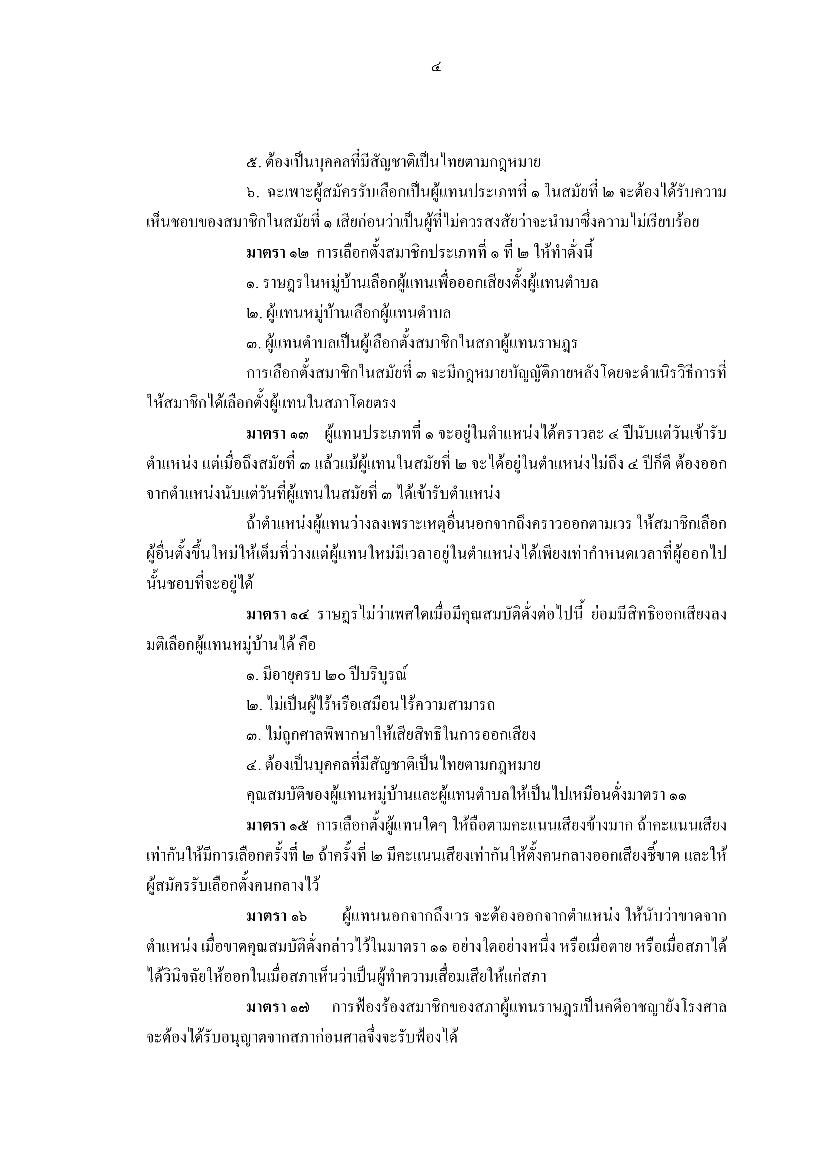 ๔
๕. ต้องเป็นบุคคลที่มีสัญชาติเป็นไทยตามกฎหมาย
๖. ฉะเพาะผู้สมัครรับเลือกเป็นผู้แทนประเภทที่ ๑ ในสมัยที่ ๒ จะต้องได้รับความ
เห็นชอบของสมาชิกในสมัยที่ ๑ เสียก่อนว่าเป็นผู้ที่ไม่ควรสงสัยว่าจะนำมาซึ่งความไม่เรียบร้อย
มาตรา ๑๒ การเลือกตั้งสมาชิกประเภทที่ ๑ ที่ ๒ ให้ทำดั่งนี้
๑. ราษฎรในหมู่บ้านเลือกผู้แทนเพื่อออกเสียงตั้งผู้แทนตำบล
๒. ผู้แทนหมู่บ้านเลือกผู้แทนตำบล
๓. ผู้แทนตำบลเป็นผู้เลือกตั้งสมาชิกในสภาผู้แทนราษฎร
การเลือกตั้งสมาชิกในสมัยที่ ๓ จะมีกฎหมายบัญญัติภายหลังโดยจะดำเนิรวิธีการที่
ให้สมาชิกได้เลือกตั้งผู้แทนในสภาโดยตรง
มาตรา ๑๓ ผู้แทนประเภทที่ ๑ จะอยู่ในตำแหน่งได้คราวละ ๔ ปีนับแต่วันเข้ารับ
ตำแหน่ง แต่เมื่อถึงสมัยที่ ๓ แล้วแม้ผู้แทนในสมัยที่ ๒ จะได้อยู่ในตำแหน่งไม่ถึง ๔ ปีก็ดี ต้องออก
จากตำแหน่งนับแต่วันที่ผู้แทนในสมัยที่ ๓ ได้เข้ารับตำแหน่ง
ถ้าตำแหน่งผู้แทนว่างลงเพราะเหตุอื่นนอกจากถึงคราวออกตามเวร ให้สมาชิกเลือก
ผู้อื่นตั้งขึ้นใหม่ให้เต็มที่ว่างแต่ผู้แทนใหม่มีเวลาอยู่ในตำแหน่งได้เพียงเท่ากำหนดเวลาที่ผู้ออกไป
นั้นชอบที่จะอยู่ได้
มาตรา ๑๔ ราษฎรไม่ว่าเพศใดเมื่อมีคุณสมบัติดั่งต่อไปนี้ ย่อมมีสิทธิออกเสียงลง
มติเลือกผู้แทนหมู่บ้านได้ คือ
๑. มีอายุครบ ๒๐ ปีบริบูรณ์
๒. ไม่เป็นผู้ไร้หรือเสมือนไร้ความสามารถ
๓. ไม่ถูกศาลพิพากษาให้เสียสิทธิในการออกเสียง
๔. ต้องเป็นบุคคลที่มีสัญชาติเป็นไทยตามกฎหมาย
คุณสมบัติของผู้แทนหมู่บ้านและผู้แทนตำบลให้เป็นไปเหมือนดั่งมาตรา ๑๑
มาตรา ๑๕ การเลือกตั้งผู้แทนใดๆ ให้ถือตามคะแนนเสียงข้างมาก ถ้าคะแนนเสียง
เท่ากันให้มีการเลือกครั้งที่ ๒ ถ้าครั้งที่ ๒ มีคะแนนเสียงเท่ากันให้ตั้งคนกลางออกเสียงชี้ขาด และให้
ผู้สมัครรับเลือกตั้งคนกลางไว้
มาตรา ๑๖ ผู้แทนนอกจากถึงเวร จะต้องออกจากตำแหน่ง ให้นับว่าขาดจาก
ตำแหน่ง เมื่อขาดคุณสมบัติดั่งกล่าวไว้ในมาตรา ๑๑ อย่างใดอย่างหนึ่ง หรือเมื่อตาย หรือเมื่อสภาได้
ได้วินิจฉัยให้ออกในเมื่อสภาเห็นว่าเป็นผู้ทำความเสื่อมเสียให้แก่สภา
มาตรา ๑๗ การฟ้องร้องสมาชิกของสภาผู้แทนราษฎรเป็นคดีอาชญายังโรงศาล
จะต้องได้รับอนุญาตจากสภาก่อนศาลจึ่งจะรับฟ้องได้